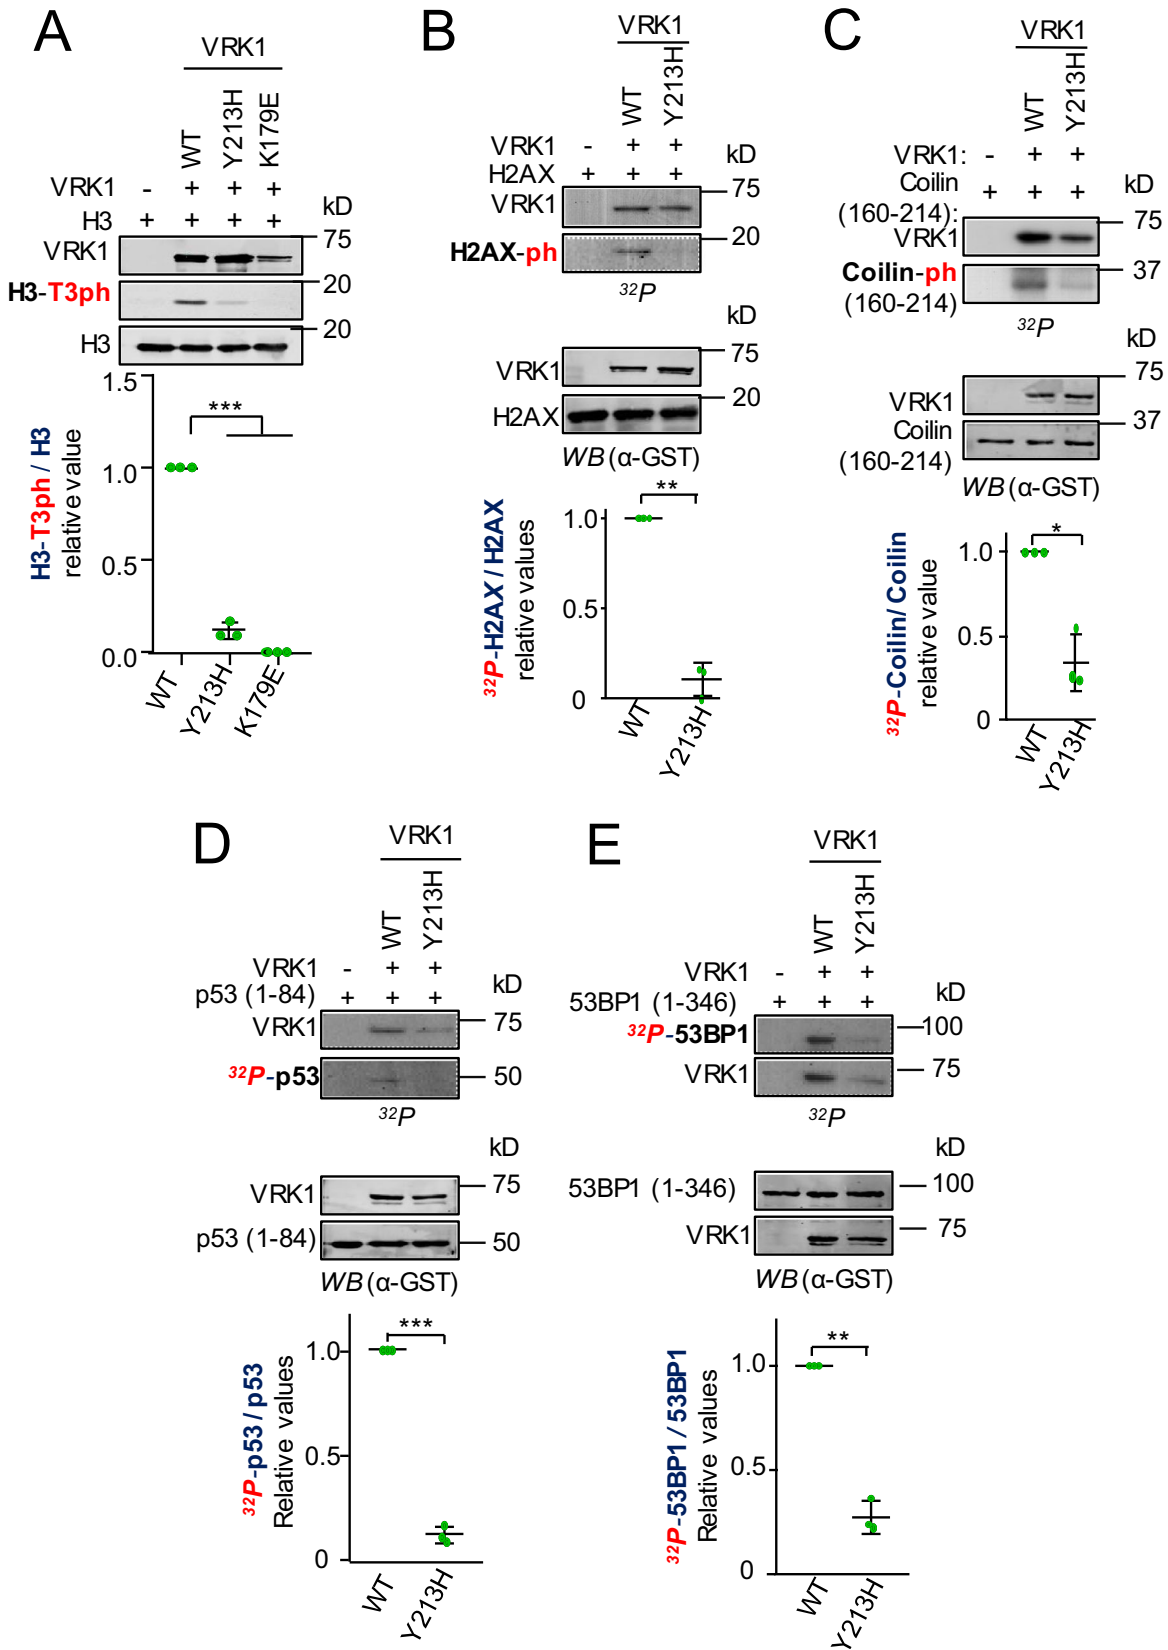 A
VRK1
WT
Y213H
K179E
VRK1 - + + +
H3 + + + +
kD
VRK1
75
H3-T3ph
20
H3
20
H3-T3ph / H3
relative value
1.5
1.0
0.5
0.0
***
WT
Y213H
K179E
B
VRK1
WT
Y213H
VRK1 - + +
H2AX + + +
kD
VRK1
75
H2AX-ph
20
32P
kD
VRK1
75
H2AX
20
WB (α-GST)
32P-H2AX / H2AX
relative values
1.0
0.5
0
**
WT
Y213H
C
VRK1
WT
Y213H
VRK1: - + +
Coilin
(160-214): + + +
kD
VRK1
75
Coilin-ph
(160-214)
37
32P
kD
VRK1
75
Coilin
(160-214)
37
WB (α-GST)
32P-Coilin/ Coilin
relative value
1.0
0.5
0
*
WT
Y213H
D
VRK1
WT
Y213H
VRK1 - + +
p53 (1-84) + + +
kD
VRK1
75
32P-p53
50
32P
kD
VRK1
75
p53 (1-84)
50
WB (α-GST)
32P-p53 / p53
Relative values
1.0
0.5
0
***
WT
Y213H
E
VRK1
WT
Y213H
VRK1 - + +
53BP1 (1-346) + + +
kD
32P-53BP1
100
VRK1
75
32P
kD
53BP1 (1-346)
100
VRK1
75
WB (α-GST)
32P-53BP1 / 53BP1
Relative values
1.0
0.5
0
**
WT
Y213H